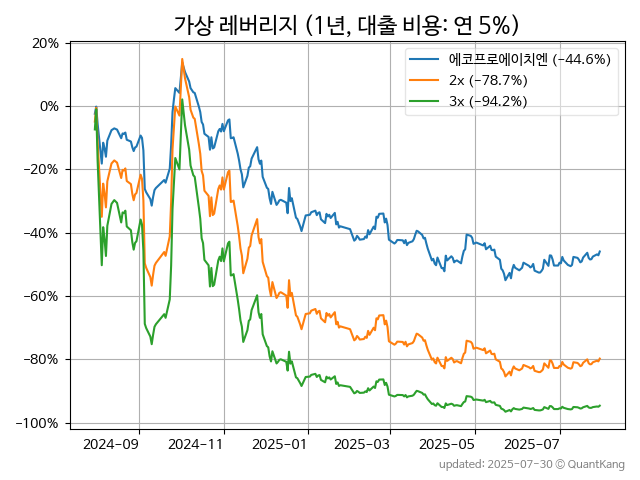 가상 레버리지 (1년, 대출 비용: 연 5%)
에코프로에이치엔 (−44.6%)
2x (−78.7%)
3x (−94.2%)
20%
0%
−20%
−40%
−60%
−80%
−100%
2024-09 2024-11 2025-01 2025-03 2025-05 2025-07
updated: 2025-07-30 © QuantKang